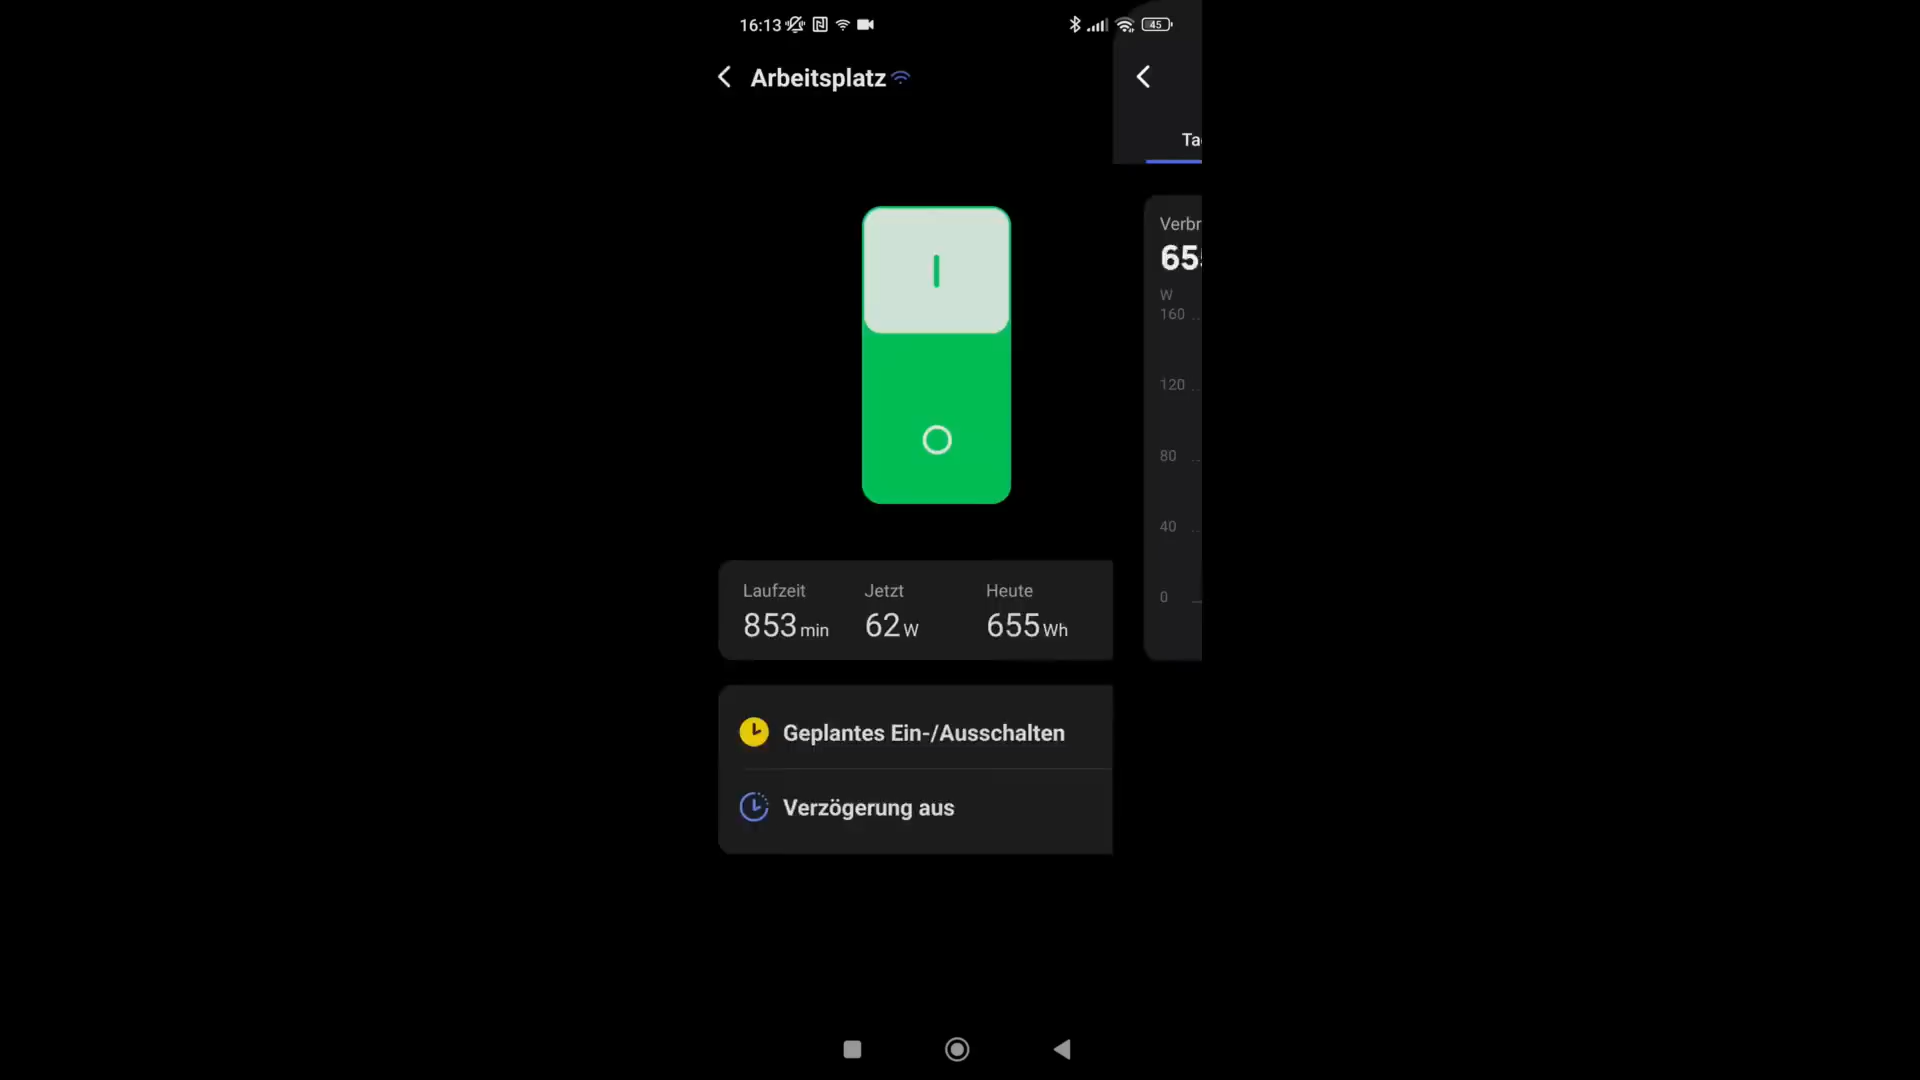 16:13
45
Arbeitsplatz
Ta
Verbr
65
W
160
120
80
40
0
Laufzeit Jetzt Heute
853 min 62 W 655 Wh
Geplantes Ein-/Ausschalten
Verzögerung aus